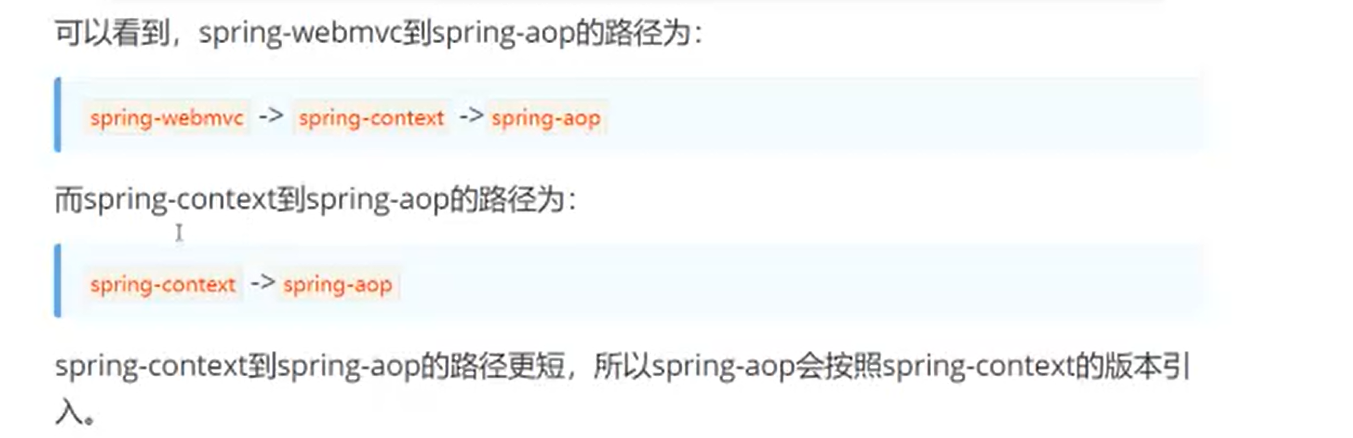 可以看到，spring-webmvc到spring-aop的路径为：
spring-webmvc -> spring-context -> spring-aop
而spring-context到spring-aop的路径为：
spring-context -> spring-aop
spring-context到spring-aop的路径更短，所以spring-aop会按照spring-context的版本引
入。